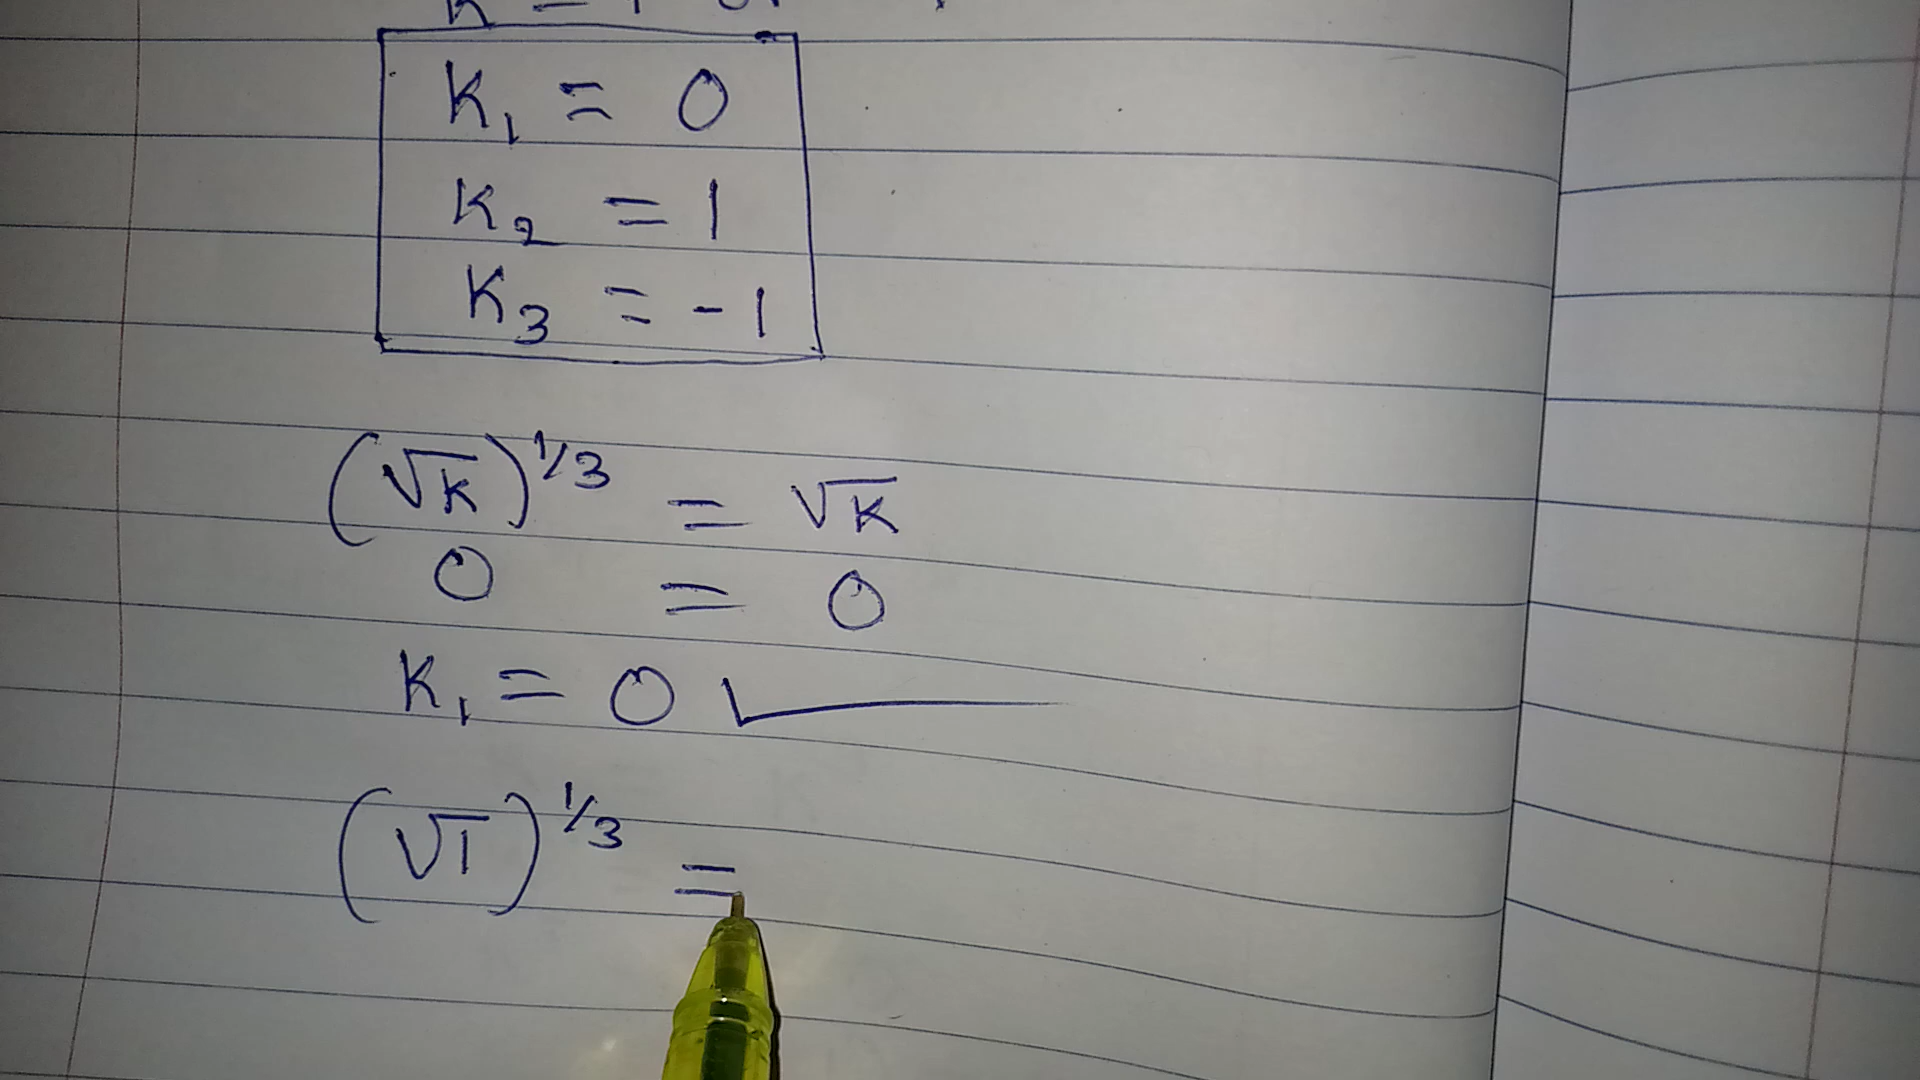 K₁ = 0
K₂ = 1
K₃ = -1
(√K)^1/3 = √K
0 = 0
K₁ = 0 ✓
(√1)^1/3 =